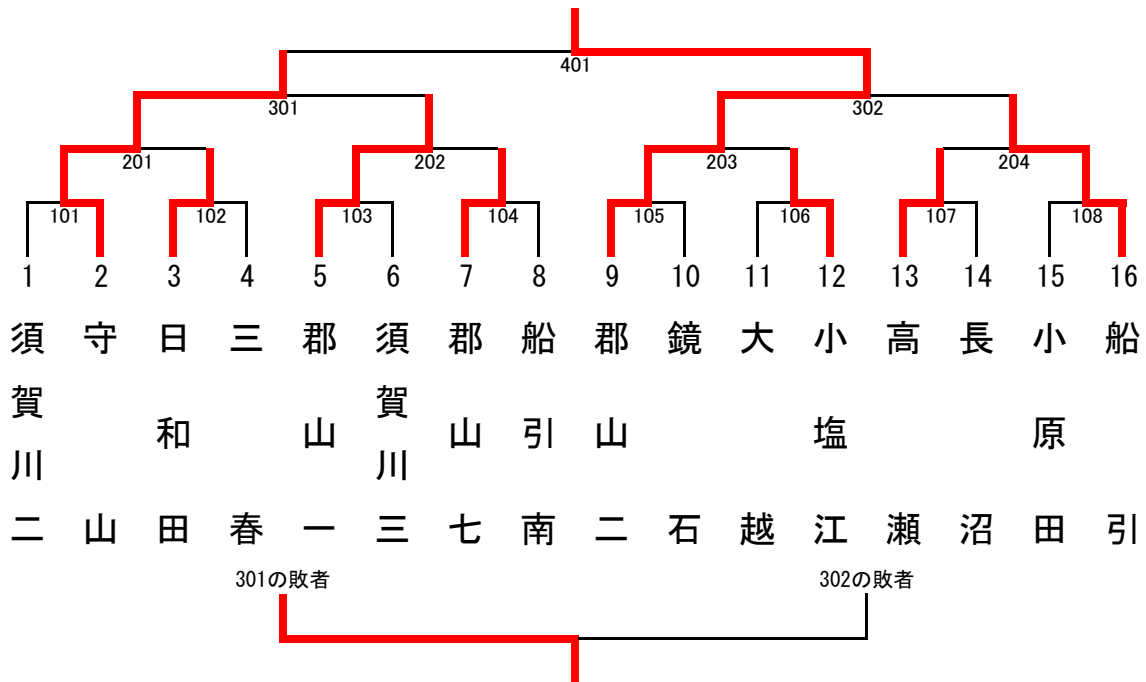 401
301
302
201
202
203
204
101
102
103
104
105
106
107
108
1 2 3 4 5 6 7 8 9 10 11 12 13 14 15 16
須賀川二
守山
日和田
三春
郡山一
須賀川三
郡山七
船引南
郡山二
鏡石
大越
小塩江
高瀬
長沼
小原田
船引
301の敗者
302の敗者